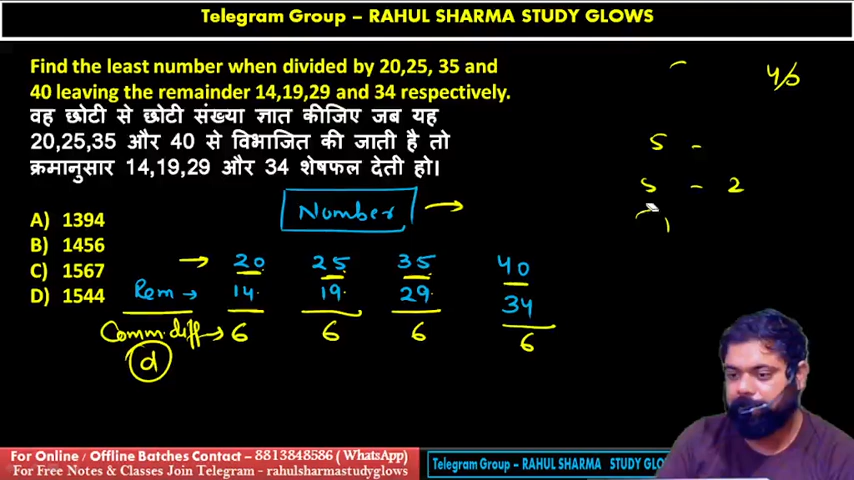 Telegram Group – RAHUL SHARMA STUDY GLOWS
Find the least number when divided by 20,25, 35 and
40 leaving the remainder 14,19,29 and 34 respectively.
वह छोटी से छोटी संख्या ज्ञात कीजिए जब यह
20,25,35 और 40 से विभाजित की जाती है तो
क्रमानुसार 14,19,29 और 34 शेषफल देती हो।
A) 1394
B) 1456
C) 1567
D) 1544
Number →
→ 20 25 35 40
Rem → 14 19 29 34
Comm. diff → 6 6 6 6
d
5 -
5 - 2
For Online / Offline Batches Contact – 8813848586 ( WhatsApp)
For Free Notes & Classes Join Telegram - rahulsharmastudyglows
Telegram Group – RAHUL SHARMA STUDY GLO